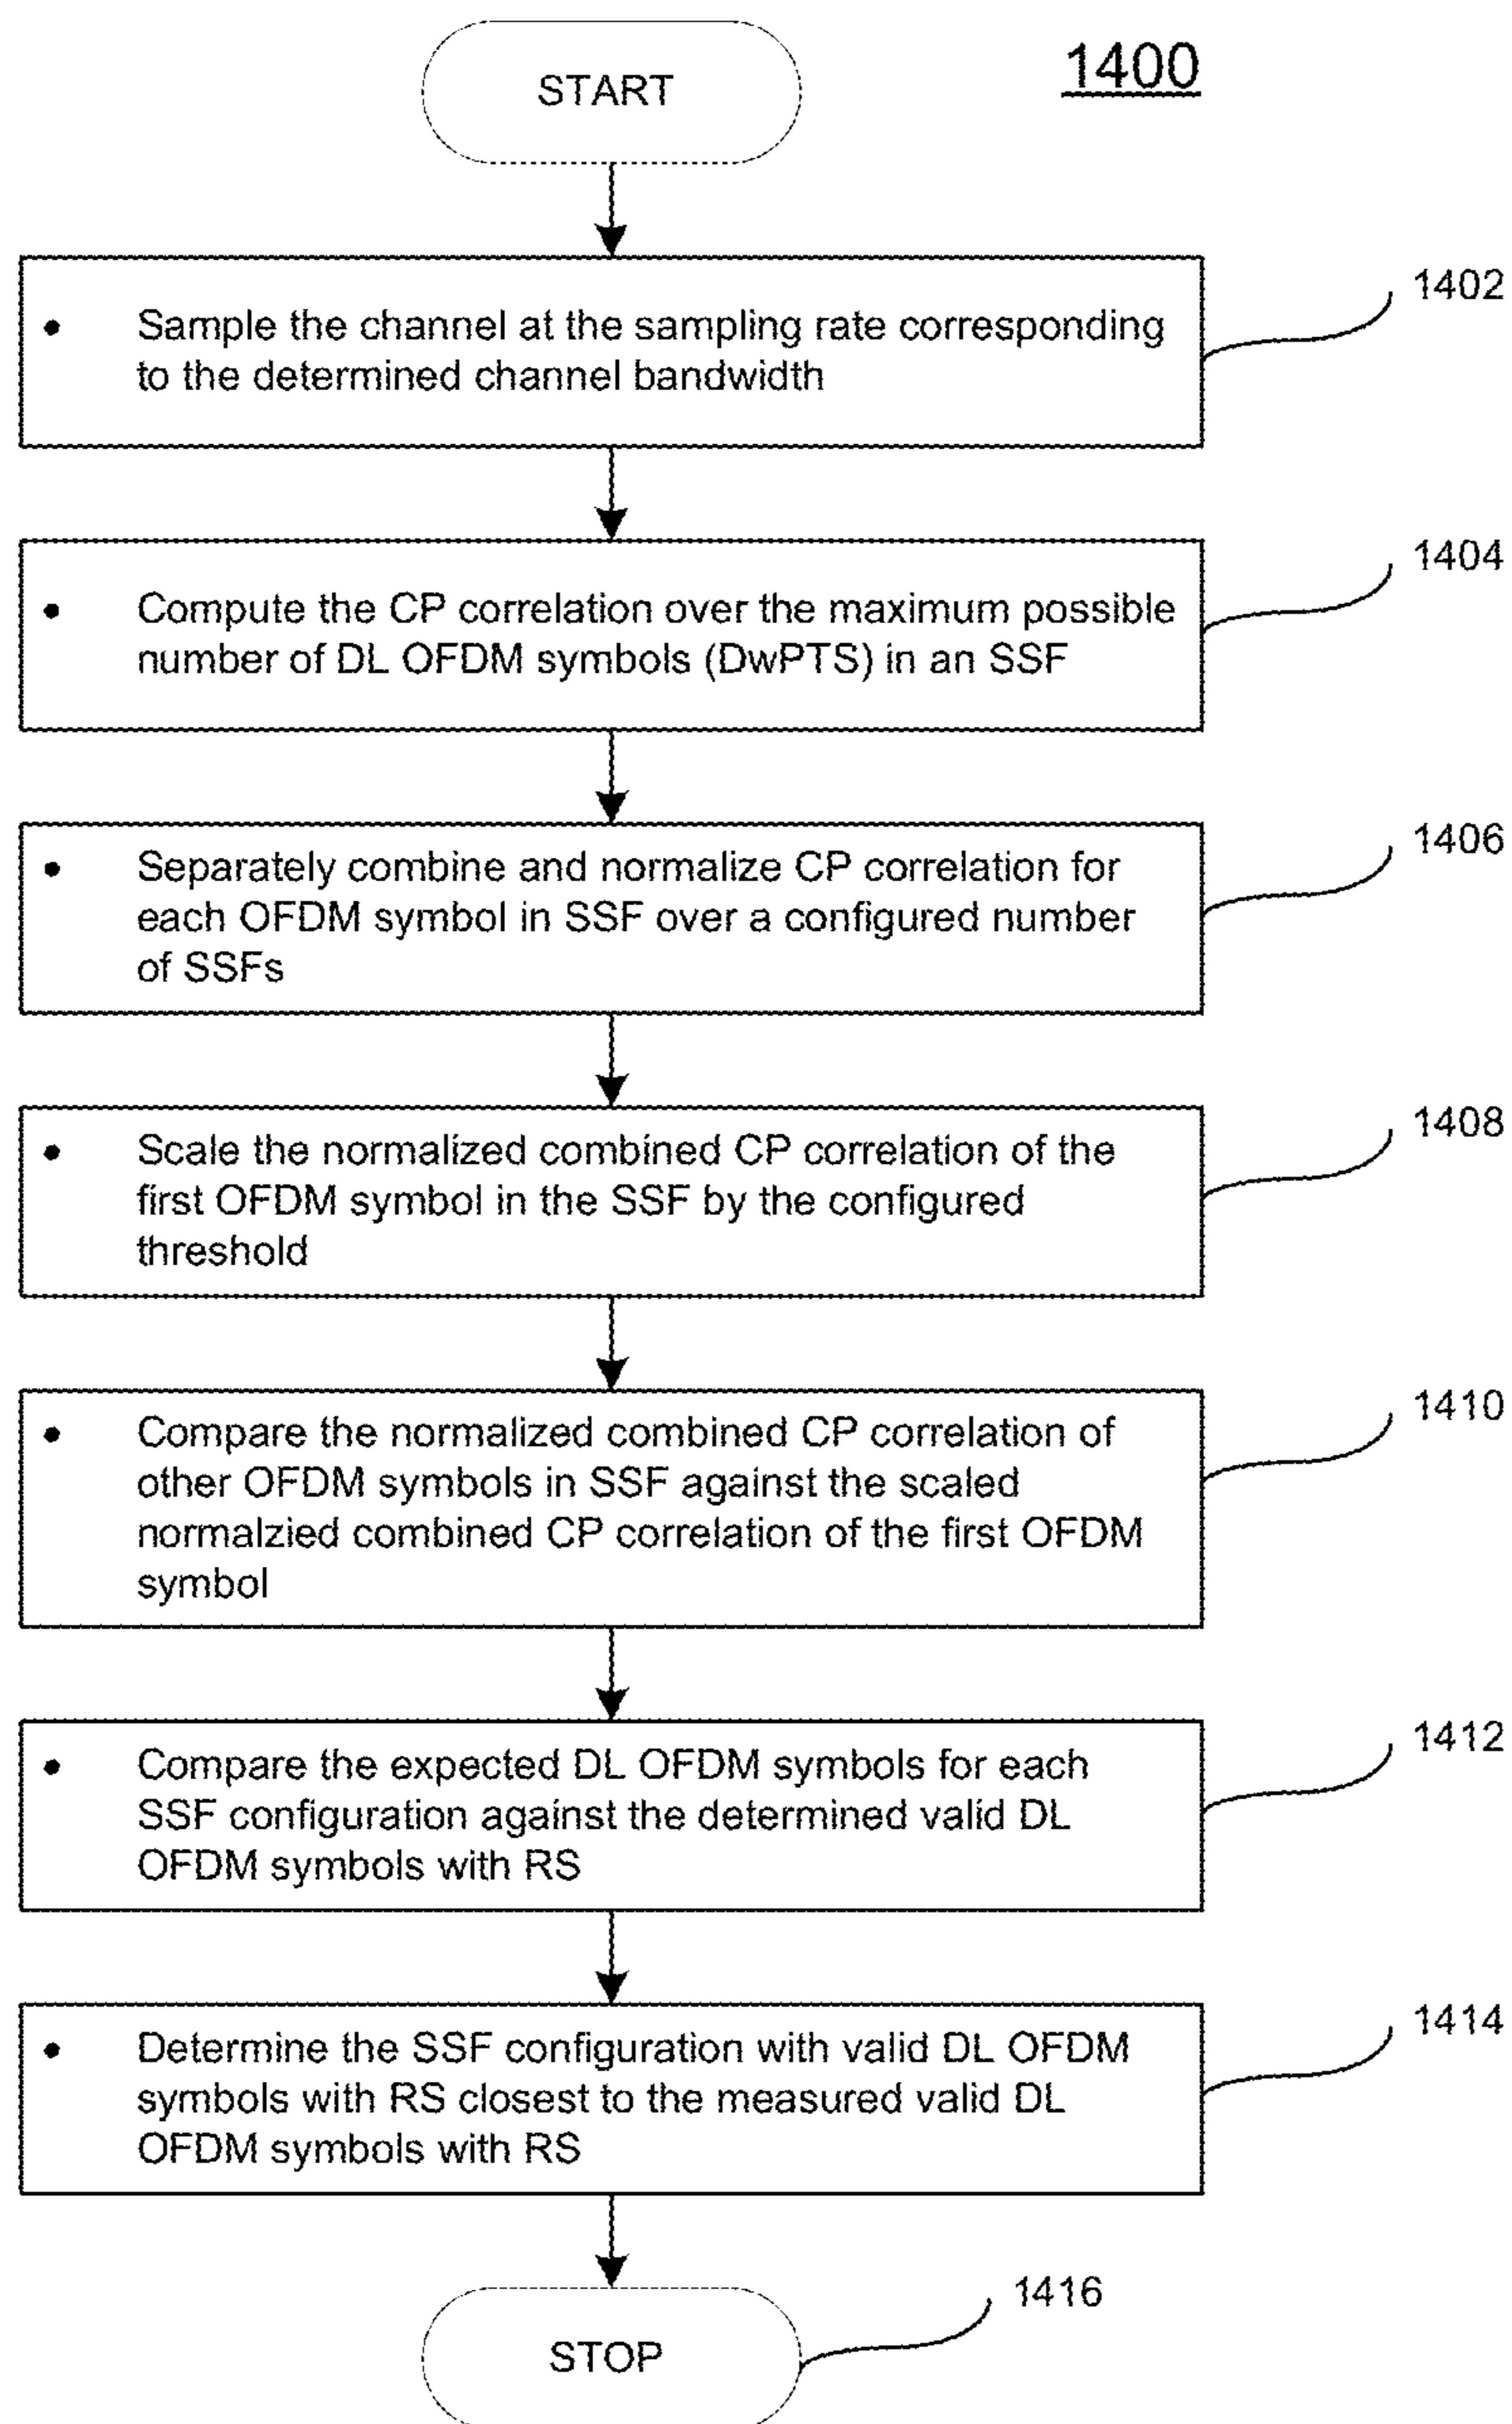 START
1400
• Sample the channel at the sampling rate corresponding
to the determined channel bandwidth
1402
• Compute the CP correlation over the maximum possible
number of DL OFDM symbols (DwPTS) in an SSF
1404
• Separately combine and normalize CP correlation for
each OFDM symbol in SSF over a configured number
of SSFs
1406
• Scale the normalized combined CP correlation of the
first OFDM symbol in the SSF by the configured
threshold
1408
• Compare the normalized combined CP correlation of
other OFDM symbols in SSF against the scaled
normalzied combined CP correlation of the first OFDM
symbol
1410
• Compare the expected DL OFDM symbols for each
SSF configuration against the determined valid DL
OFDM symbols with RS
1412
• Determine the SSF configuration with valid DL OFDM
symbols with RS closest to the measured valid DL
OFDM symbols with RS
1414
STOP
1416